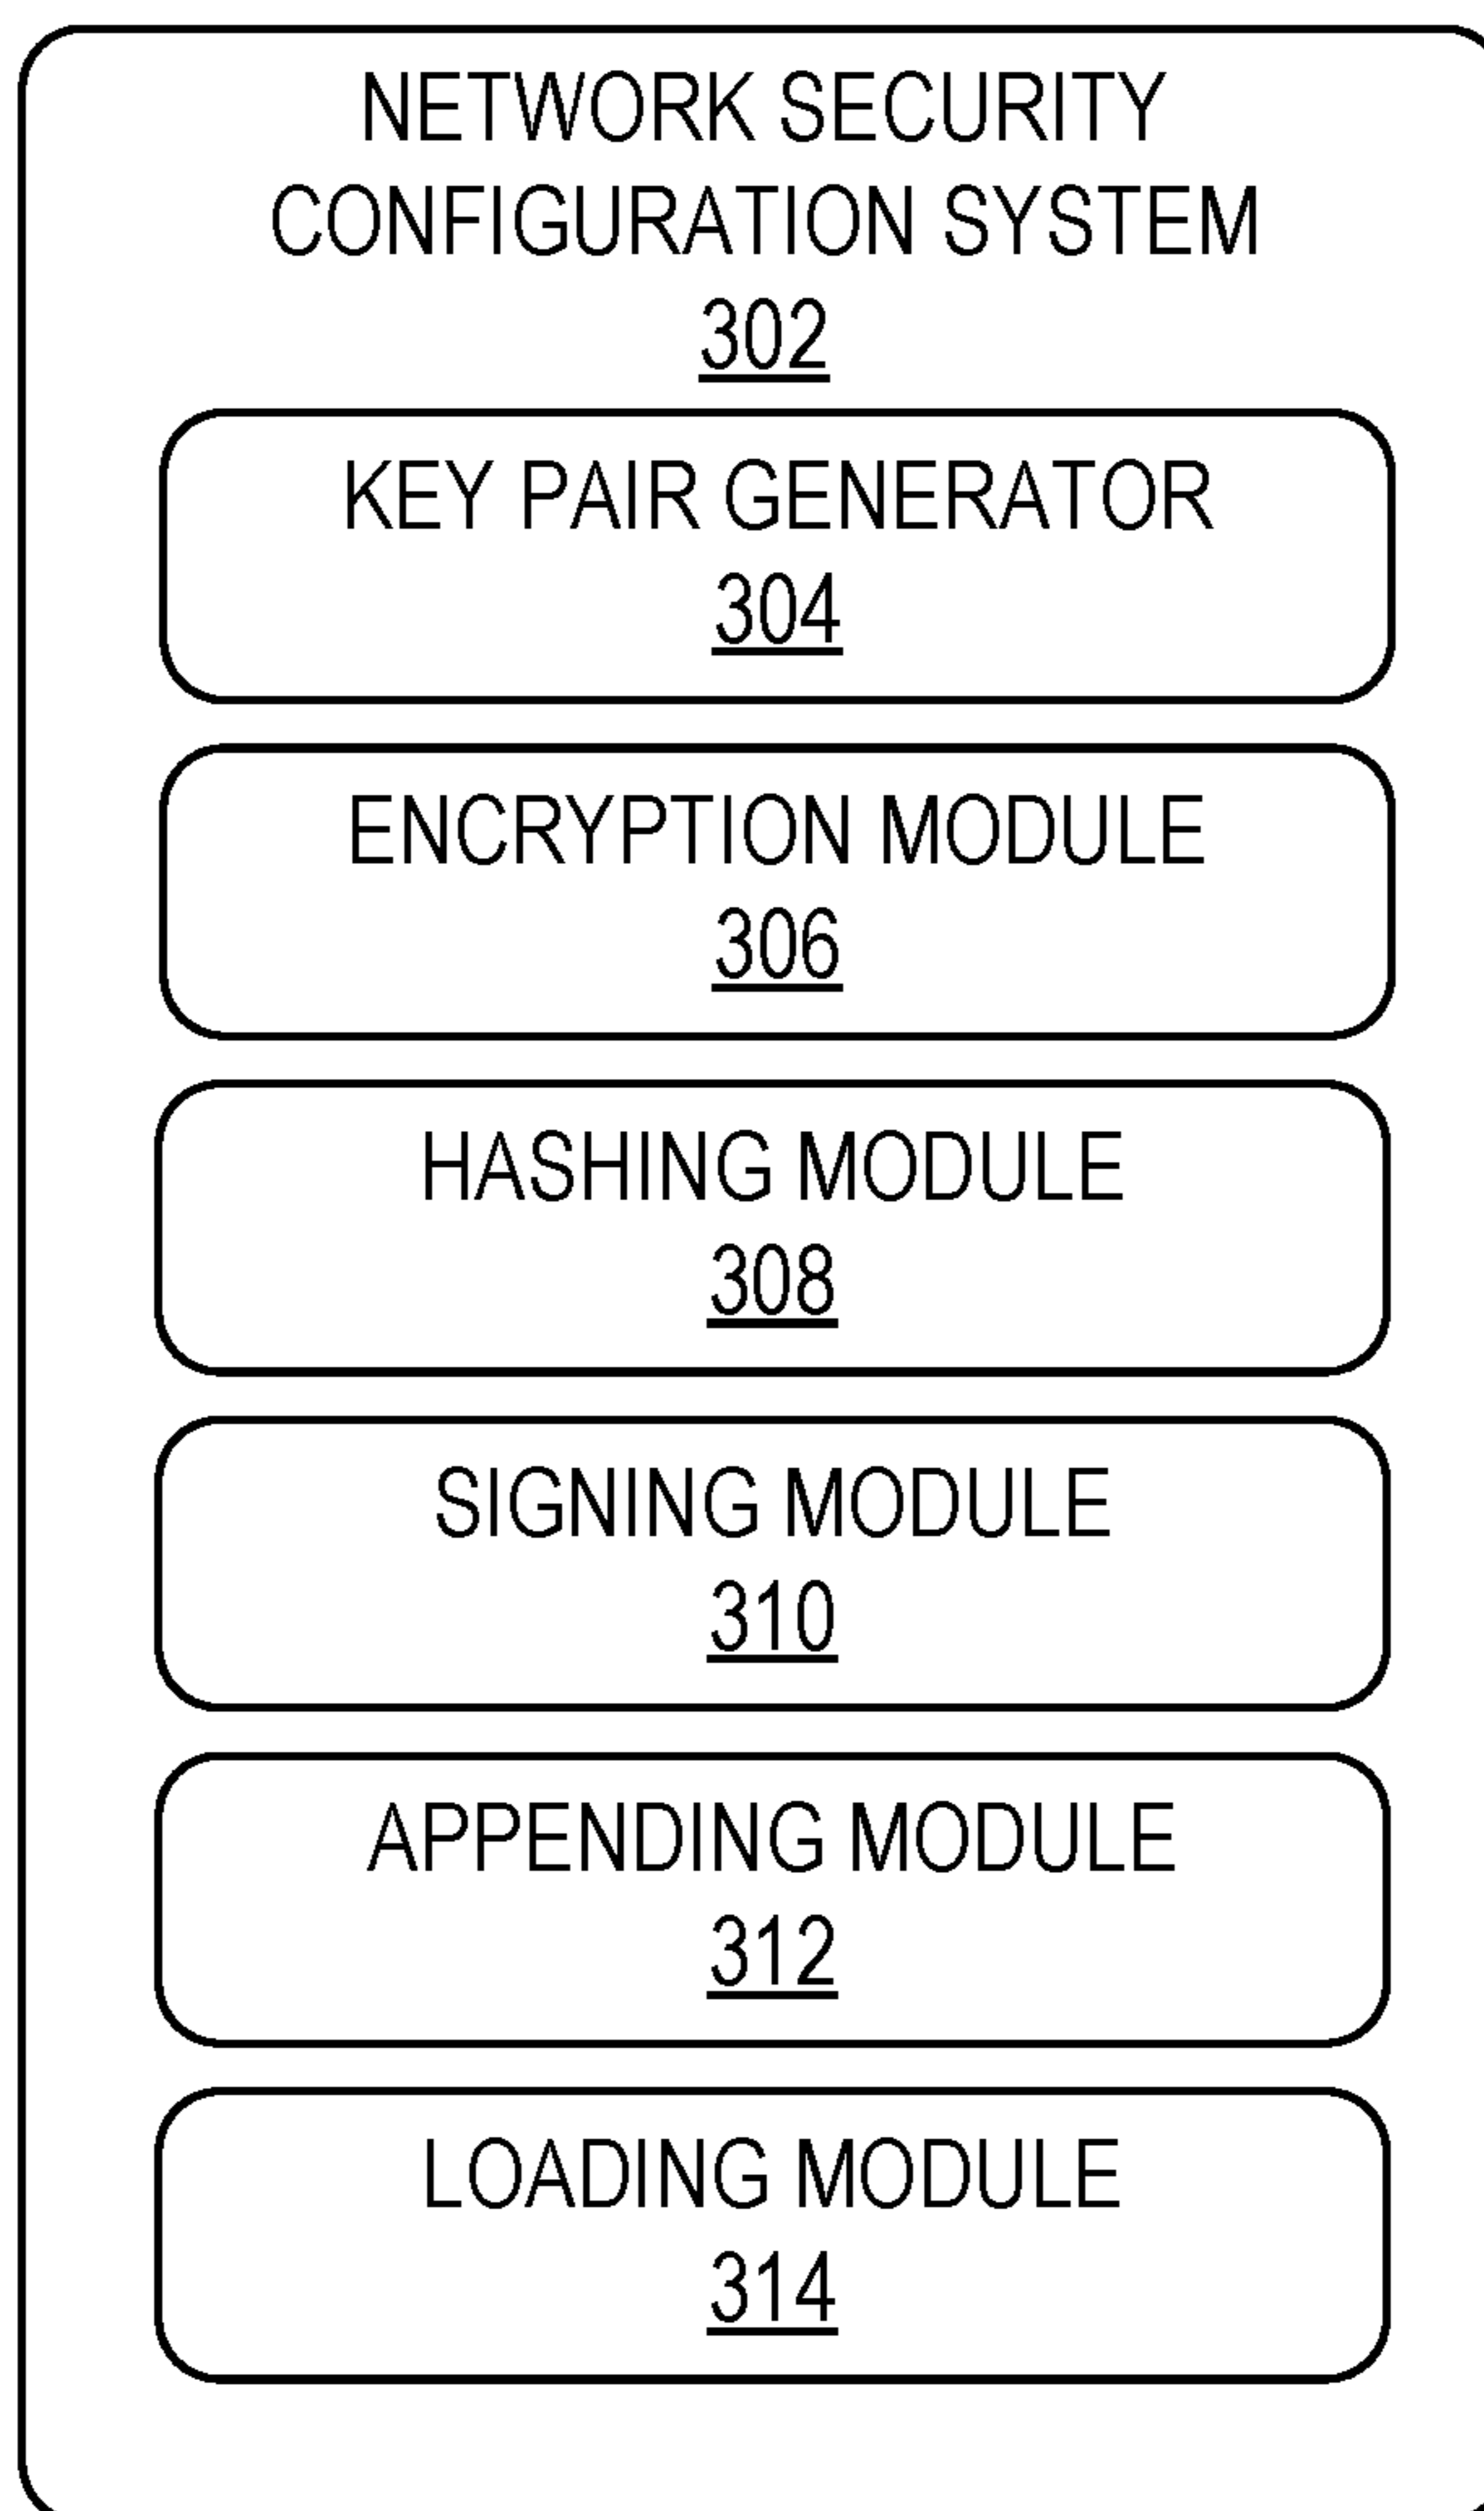 NETWORK SECURITY
CONFIGURATION SYSTEM
302
KEY PAIR GENERATOR
304
ENCRYPTION MODULE
306
HASHING MODULE
308
SIGNING MODULE
310
APPENDING MODULE
312
LOADING MODULE
314